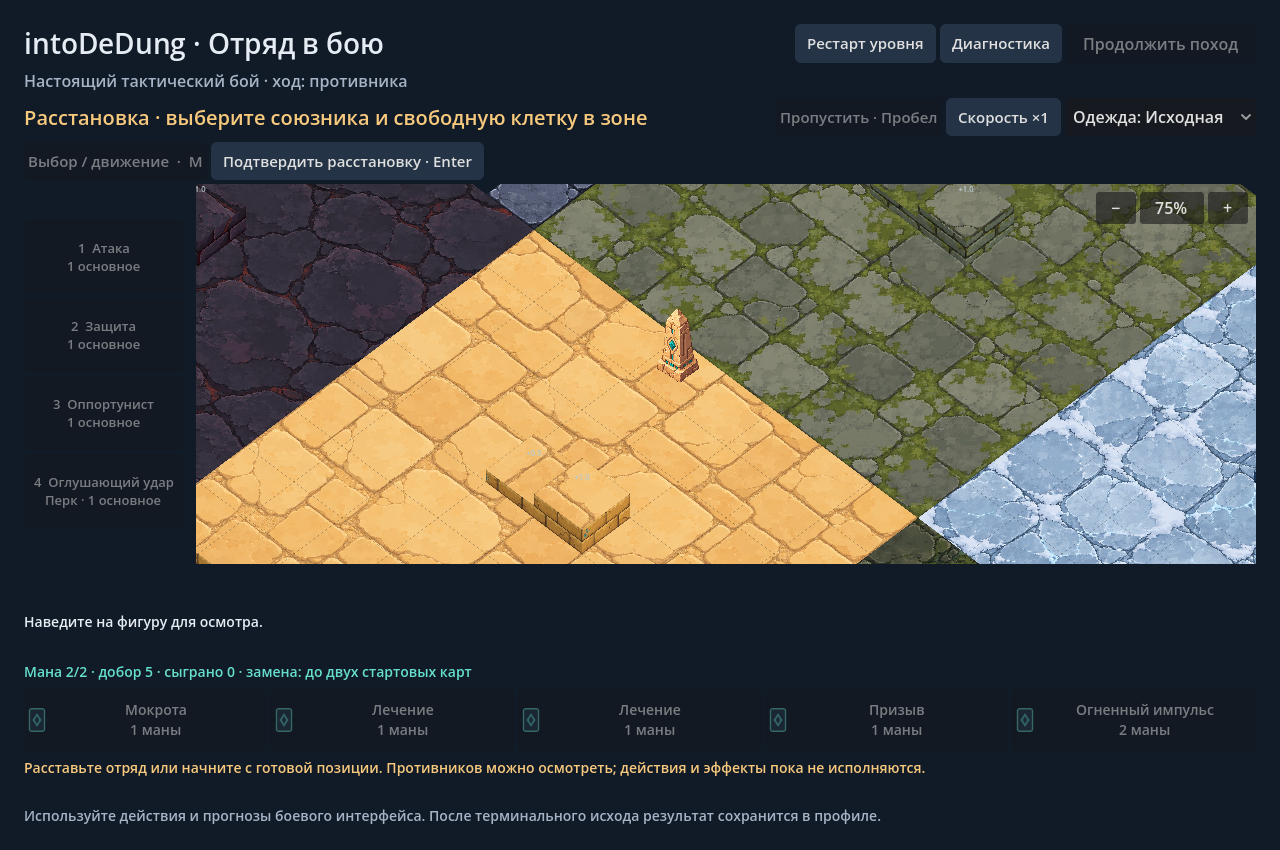 intoDeDung · Отряд в бою
Рестарт уровня
Диагностика
Продолжить поход
Настоящий тактический бой · ход: противника
Расстановка · выберите союзника и свободную клетку в зоне
Пропустить · Пробел
Скорость ×1
Одежда: Исходная
Выбор / движение · M
Подтвердить расстановку · Enter
1.0
+1.0
−
75%
+
1 Атака
1 основное
2 Защита
1 основное
3 Оппортунист
1 основное
4 Оглушающий удар
Перк · 1 основное
Наведите на фигуру для осмотра.
Мана 2/2 · добор 5 · сыграно 0 · замена: до двух стартовых карт
Мокрота
1 маны
Лечение
1 маны
Лечение
1 маны
Призыв
1 маны
Огненный импульс
2 маны
Расставьте отряд или начните с готовой позиции. Противников можно осмотреть; действия и эффекты пока не исполняются.
Используйте действия и прогнозы боевого интерфейса. После терминального исхода результат сохранится в профиле.